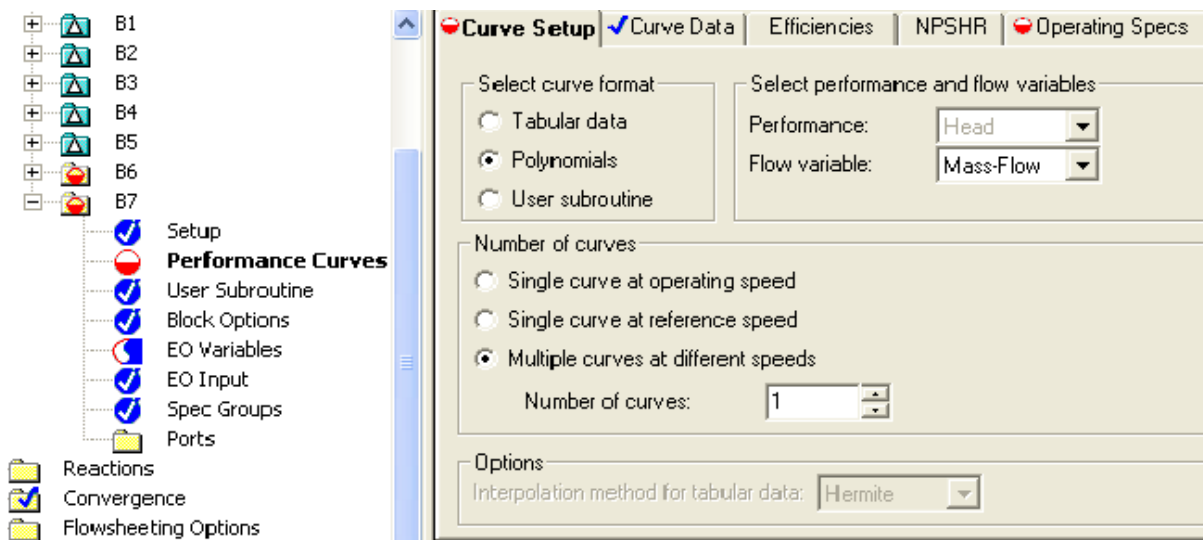 B1
B2
B3
B4
B5
B6
B7
Setup
Performance Curves
User Subroutine
Block Options
EO Variables
EO Input
Spec Groups
Ports
Reactions
Convergence
Flowsheeting Options
Curve Setup Curve Data Efficiencies NPSHR Operating Specs
Select curve format
Tabular data
Polynomials
User subroutine
Select performance and flow variables
Performance: Head
Flow variable: Mass-Flow
Number of curves
Single curve at operating speed
Single curve at reference speed
Multiple curves at different speeds
Number of curves: 1
Options
Interpolation method for tabular data: Hermite